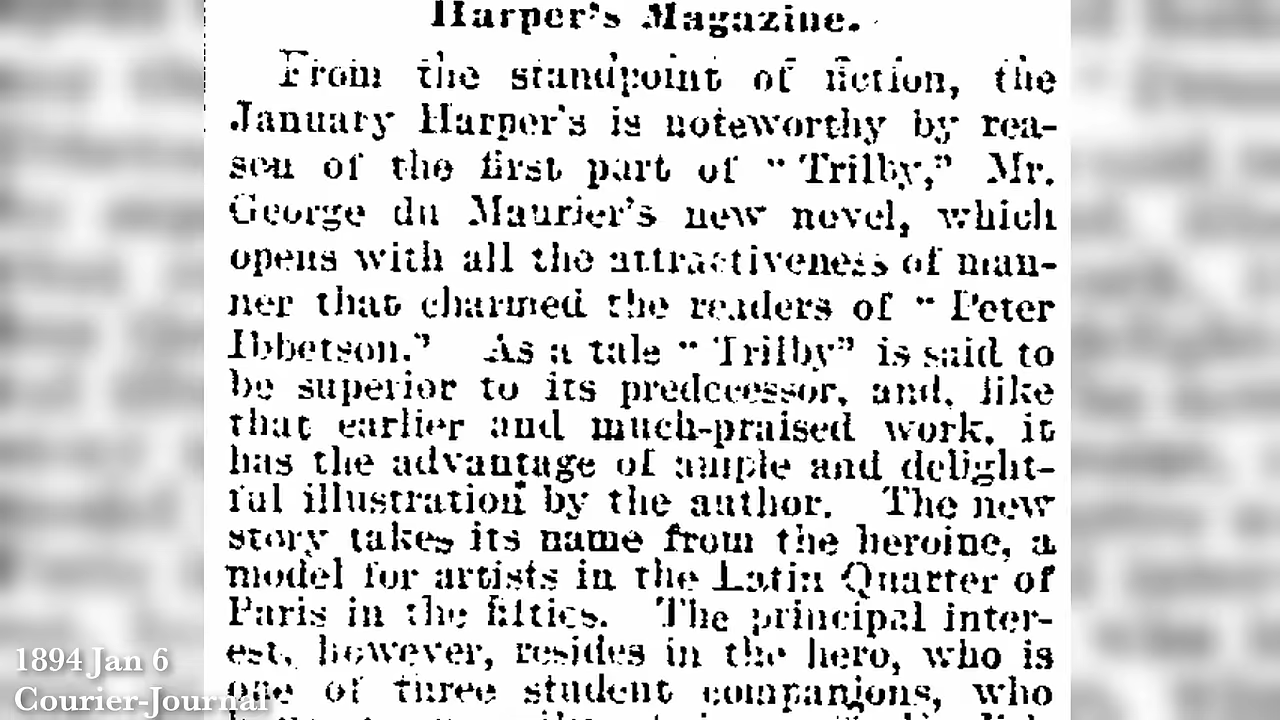 Harper's Magazine.
From the standpoint of fiction, the
January Harper's is noteworthy by rea-
son of the first part of "Trilby," Mr.
George du Maurier's new novel, which
opens with all the attractiveness of man-
ner that charmed the readers of "Peter
Ibbetson." As a tale "Trilby" is said to
be superior to its predecessor, and, like
that earlier and much-praised work, it
has the advantage of ample and delight-
ful illustration by the author. The new
story takes its name from the heroine, a
model for artists in the Latin Quarter of
Paris in the fifties. The principal inter-
est, however, resides in the hero, who is
one of three student companions, who
1894 Jan 6
Courier-Journal